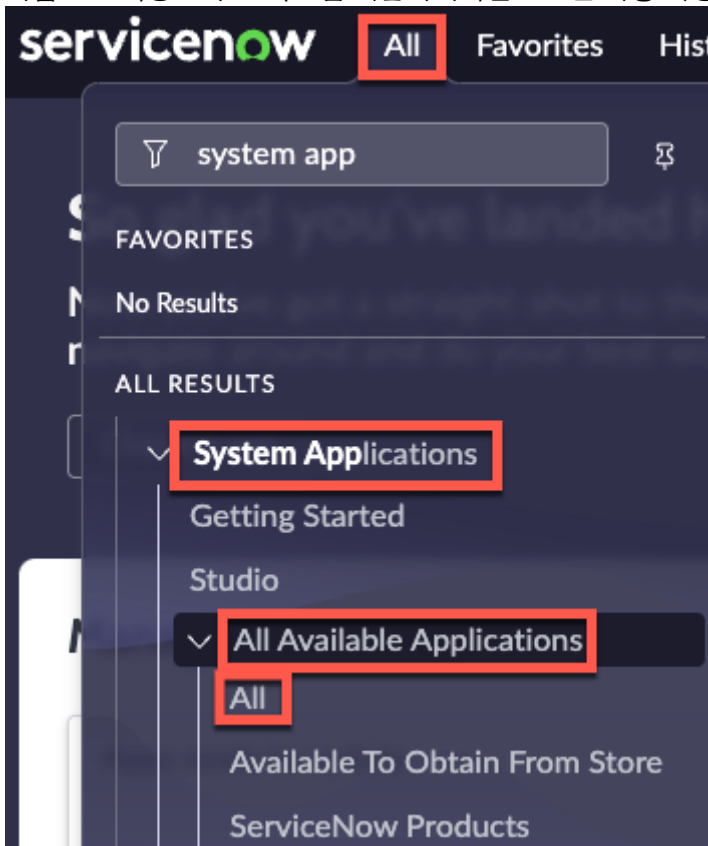 servicenow All Favorites
system app
FAVORITES
No Results
ALL RESULTS
System Applications
Getting Started
Studio
All Available Applications
All
Available To Obtain From Store
ServiceNow Products